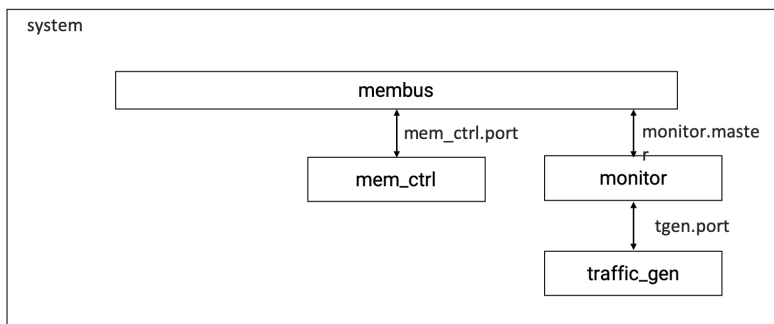 system
membus
mem_ctrl.port
monitor.maste
r
mem_ctrl
monitor
tgen.port
traffic_gen